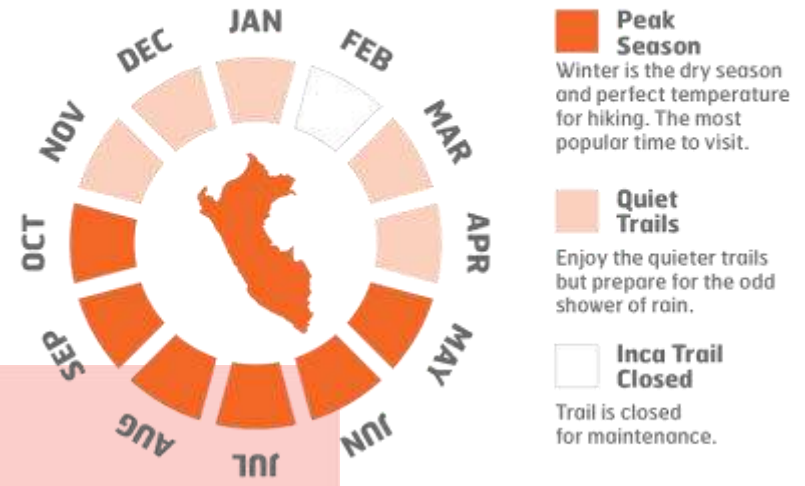 JAN
FEB
MAR
APR
MAY
JUN
JUL
AUG
SEP
OCT
NOV
DEC
Peak
Season
Winter is the dry season
and perfect temperature
for hiking. The most
popular time to visit.
Quiet
Trails
Enjoy the quieter trails
but prepare for the odd
shower of rain.
Inca Trail
Closed
Trail is closed
for maintenance.